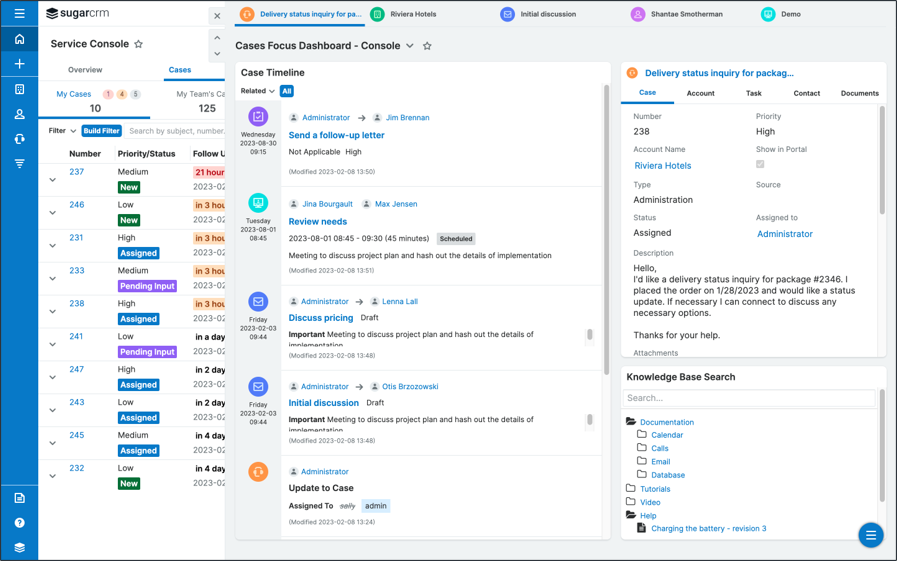 sugarcrm
Delivery status inquiry for pa...
Riviera Hotels
Initial discussion
Shantae Smotherman
Demo
Service Console
Overview
Cases
My Cases 1 4 5
10
My Team's Ca
125
Filter
Build Filter
Search by subject, number,
Number Priority/Status Follow U
237 Medium 21 hour
New 2023-02
246 Low in 3 hou
New 2023-02
231 High in 3 hou
Assigned 2023-02
233 Medium in 3 hou
Pending Input 2023-02
238 High in 3 hou
Assigned 2023-02
241 Low in a day
Pending Input 2023-02
247 High in 2 day
Assigned 2023-02
243 Low in 2 day
Assigned 2023-02
245 Medium in 4 day
Assigned 2023-02
232 Low in 4 day
New 2023-02
Cases Focus Dashboard - Console
Case Timeline
Related All
Wednesday
2023-08-30
09:15
Administrator → Jim Brennan
Send a follow-up letter
Not Applicable High
(Modified 2023-02-08 13:50)
Tuesday
2023-08-01
08:45
Jina Bourgault Max Jensen
Review needs
2023-08-01 08:45 - 09:30 (45 minutes) Scheduled
Meeting to discuss project plan and hash out the details of implementation
(Modified 2023-02-08 13:51)
Friday
2023-02-03
09:44
Administrator → Lenna Lall
Discuss pricing Draft
Important Meeting to discuss project plan and hash out the details of
implementation
(Modified 2023-02-08 13:48)
Friday
2023-02-03
09:44
Administrator → Otis Brzozowski
Initial discussion Draft
Important Meeting to discuss project plan and hash out the details of
implementation
(Modified 2023-02-08 13:48)
Administrator
Update to Case
Assigned To sally admin
(Modified 2023-02-08 13:24)
Delivery status inquiry for packag...
Case Account Task Contact Documents
Number Priority
238 High
Account Name Show in Portal
Riviera Hotels
Type Source
Administration
Status Assigned to
Assigned Administrator
Description
Hello,
I'd like a delivery status inquiry for package #2346. I
placed the order on 1/28/2023 and would like a status
update. If necessary I can connect to discuss any
necessary options.
Thanks for your help.
Attachments
Knowledge Base Search
Search...
Documentation
Calendar
Calls
Email
Database
Tutorials
Video
Help
Charging the battery - revision 3